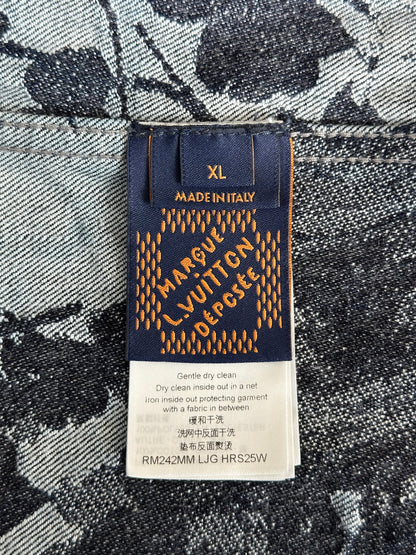 XL
MADE IN ITALY
MARQUE
L.VUITTON
DÉPOSÉE
Gentle dry clean
Dry clean inside out in a net
Iron inside out protecting garment
with a fabric in between
缓和干洗
洗网中反面干洗
垫布反面熨烫
RM242MM LJG HRS25W